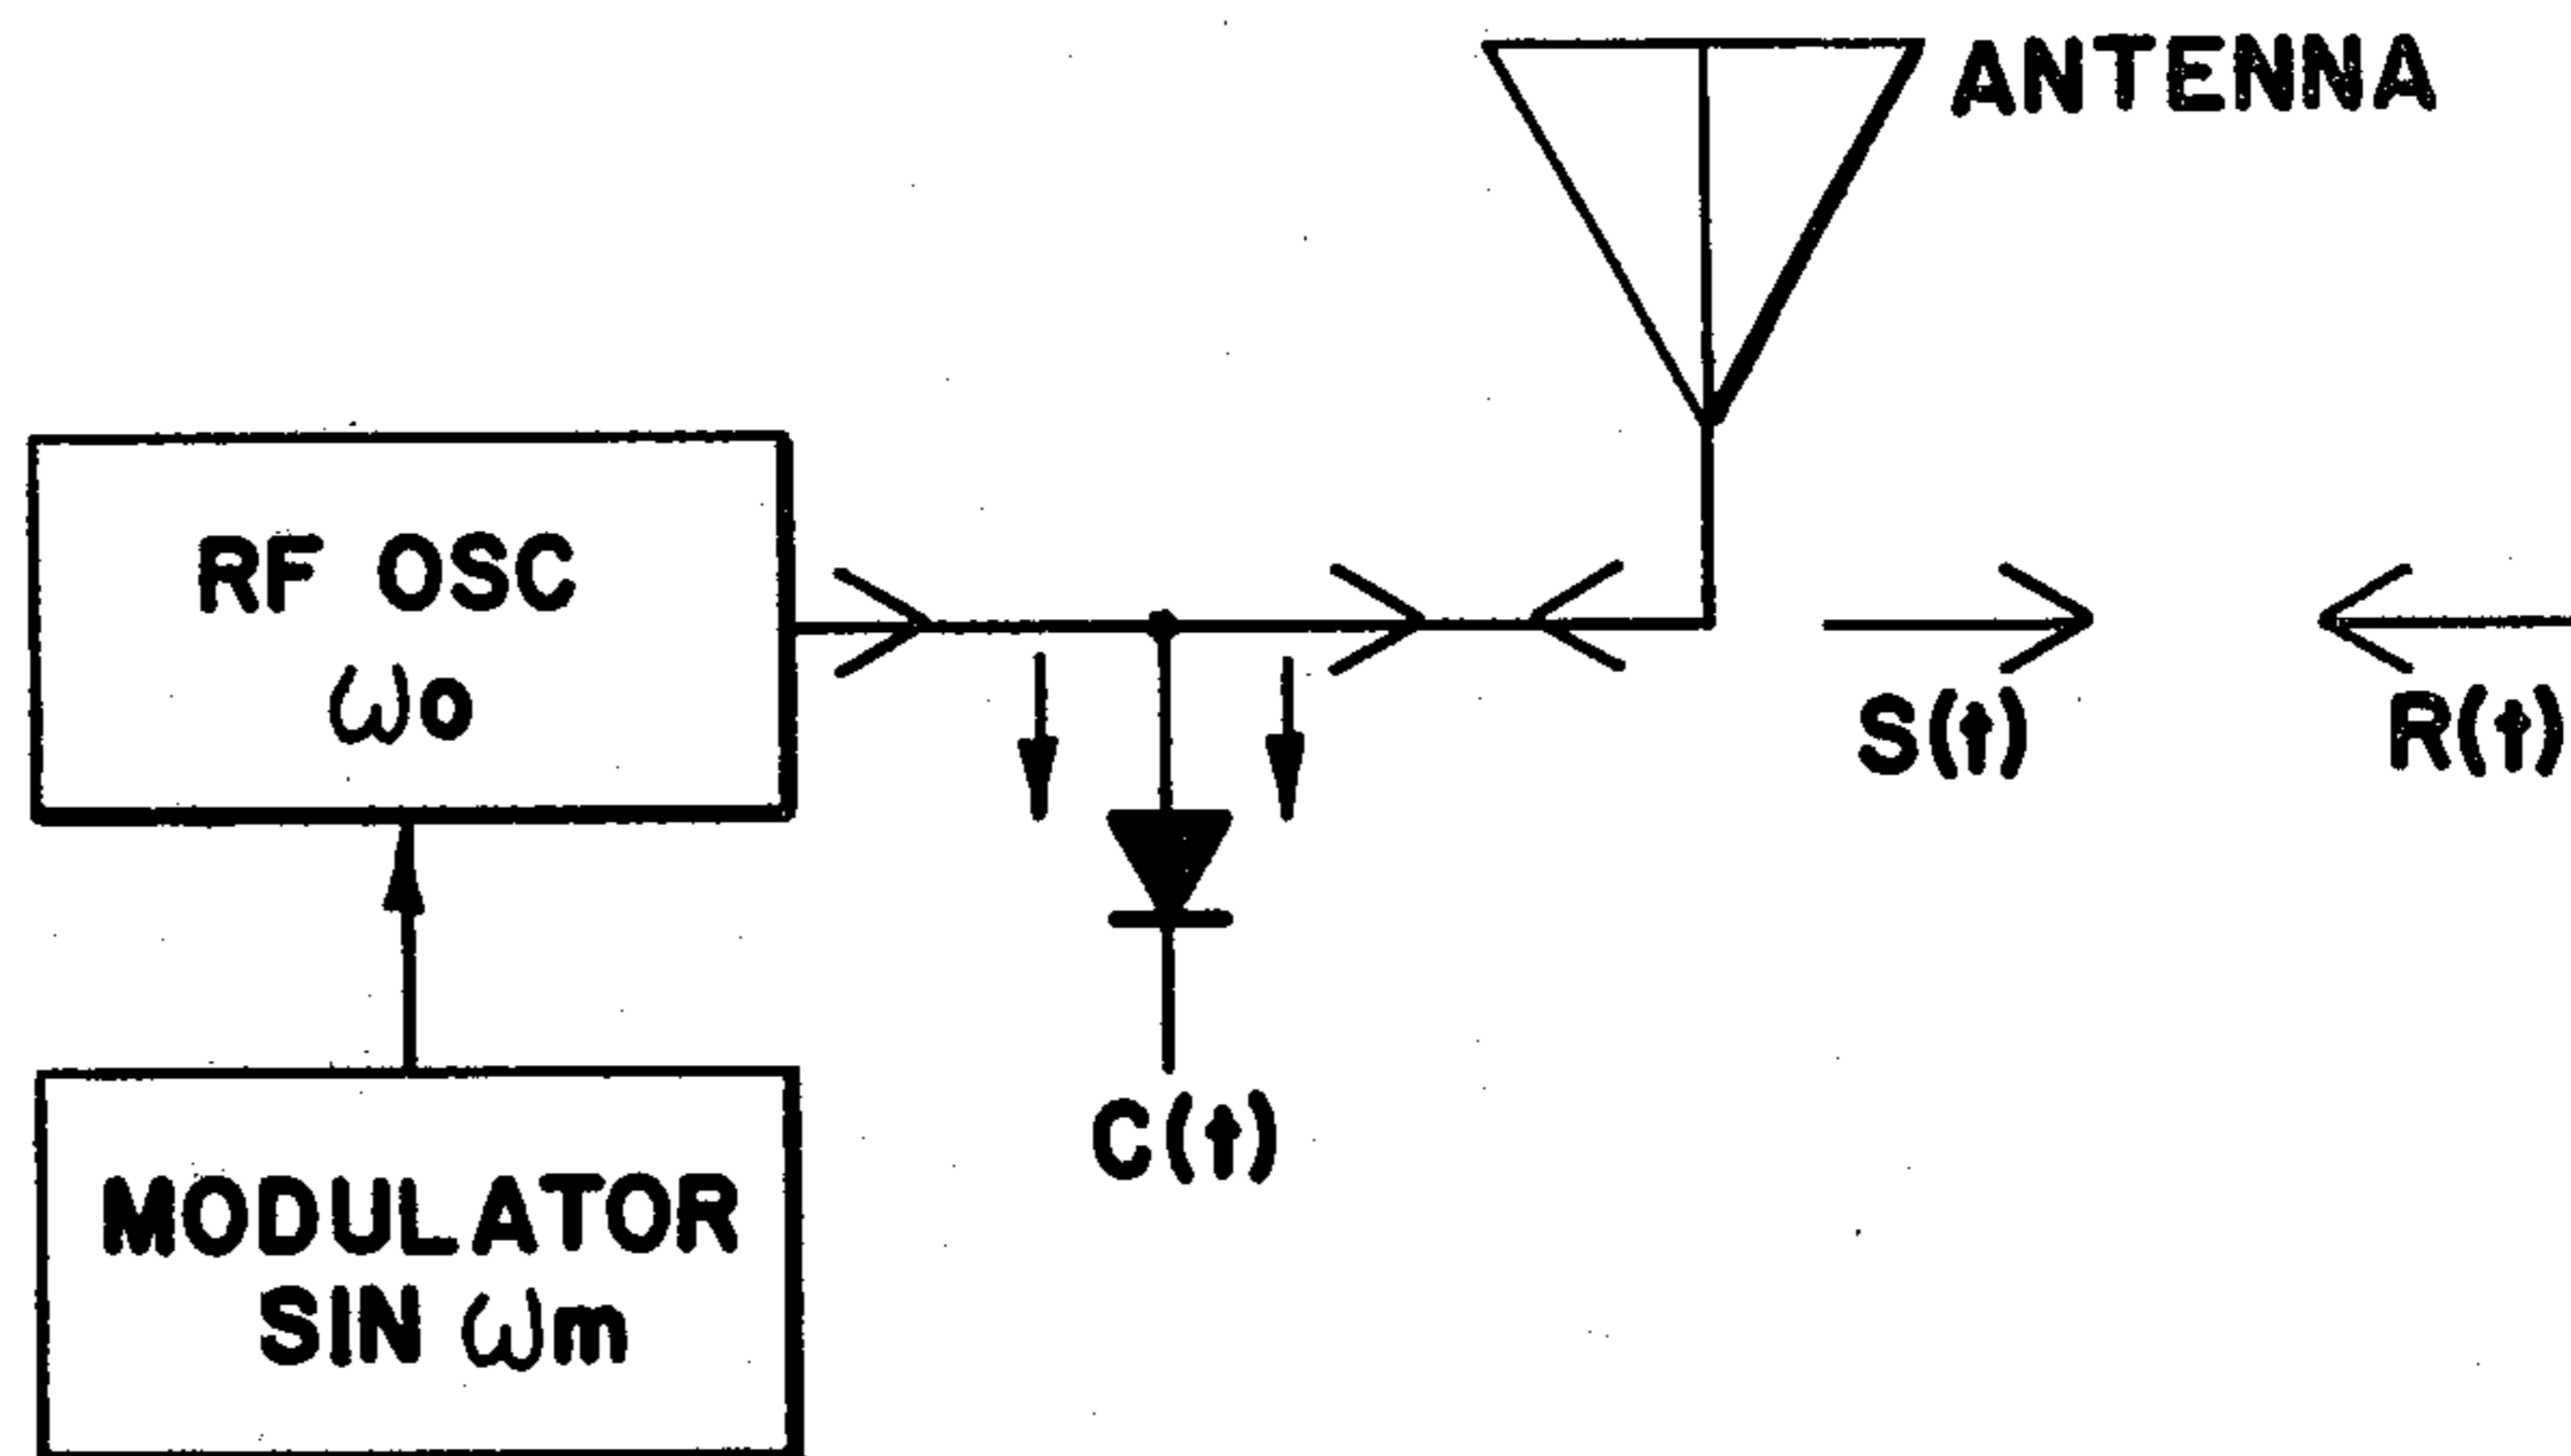 ANTENNA
RF OSC
ωo
S(t)
R(t)
C(t)
MODULATOR
SIN ωm